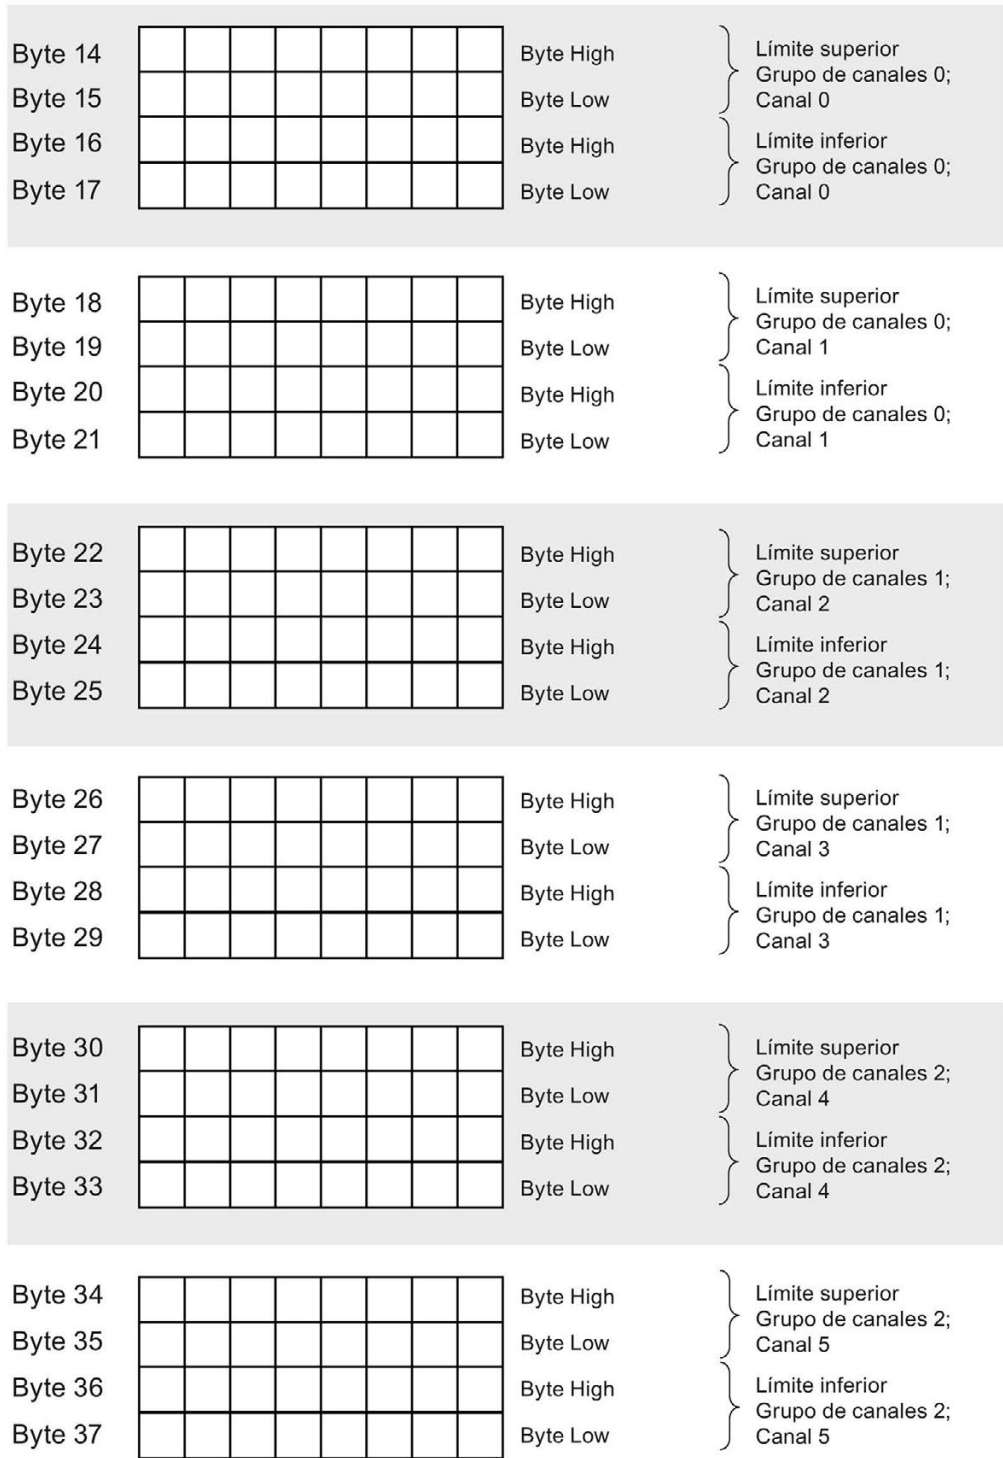 Byte 14
Byte High
Límite superior
Grupo de canales 0;
Byte 15
Byte Low
Canal 0
Byte 16
Byte High
Límite inferior
Grupo de canales 0;
Byte 17
Byte Low
Canal 0
Byte 18
Byte High
Límite superior
Grupo de canales 0;
Byte 19
Byte Low
Canal 1
Byte 20
Byte High
Límite inferior
Grupo de canales 0;
Byte 21
Byte Low
Canal 1
Byte 22
Byte High
Límite superior
Grupo de canales 1;
Byte 23
Byte Low
Canal 2
Byte 24
Byte High
Límite inferior
Grupo de canales 1;
Byte 25
Byte Low
Canal 2
Byte 26
Byte High
Límite superior
Grupo de canales 1;
Byte 27
Byte Low
Canal 3
Byte 28
Byte High
Límite inferior
Grupo de canales 1;
Byte 29
Byte Low
Canal 3
Byte 30
Byte High
Límite superior
Grupo de canales 2;
Byte 31
Byte Low
Canal 4
Byte 32
Byte High
Límite inferior
Grupo de canales 2;
Byte 33
Byte Low
Canal 4
Byte 34
Byte High
Límite superior
Grupo de canales 2;
Byte 35
Byte Low
Canal 5
Byte 36
Byte High
Límite inferior
Grupo de canales 2;
Byte 37
Byte Low
Canal 5